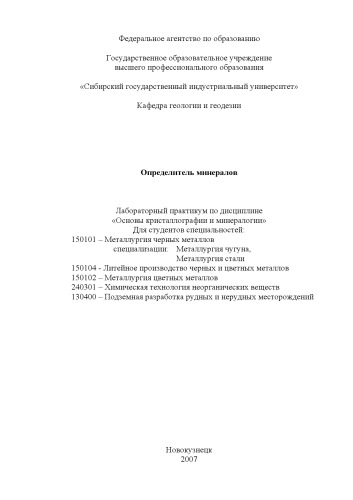 Федеральное агентство по образованию
Государственное образовательное учреждение
высшего профессионального образования
«Сибирский государственный индустриальный университет»
Кафедра геологии и геодезии
Определитель минералов
Лабораторный практикум по дисциплине
«Основы кристаллографии и минералогии»
Для студентов специальностей:
150101 – Металлургия черных металлов
специализации: Металлургия чугуна,
Металлургия стали
150104 - Литейное производство черных и цветных металлов
150102 – Металлургия цветных металлов
240301 – Химическая технология неорганических веществ
130400 – Подземная разработка рудных и нерудных месторождений
Новокузнецк
2007